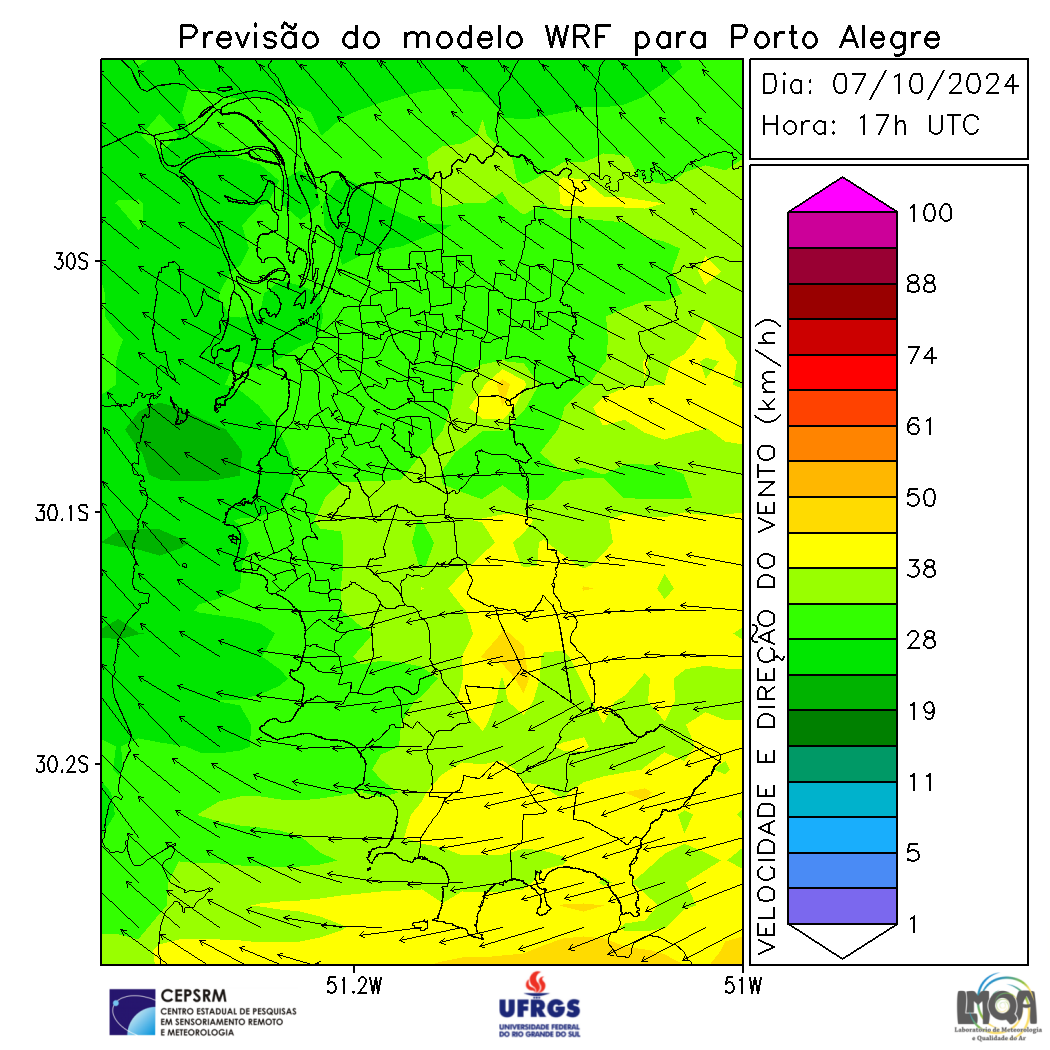 Previsão do modelo WRF para Porto Alegre
Dia: 07/10/2024
Hora: 17h UTC
30S
30.1S
30.2S
51.2W
51W
VELOCIDADE E DIREÇÃO DO VENTO (km/h)
100
88
74
61
50
38
28
19
11
5
1
CEPSRM
CENTRO ESTADUAL DE PESQUISAS
EM SENSORIAMENTO REMOTO
E METEOROLOGIA
UFRGS
UNIVERSIDADE FEDERAL
DO RIO GRANDE DO SUL
LMQA
Laboratório de Meteorologia
e Qualidade do Ar